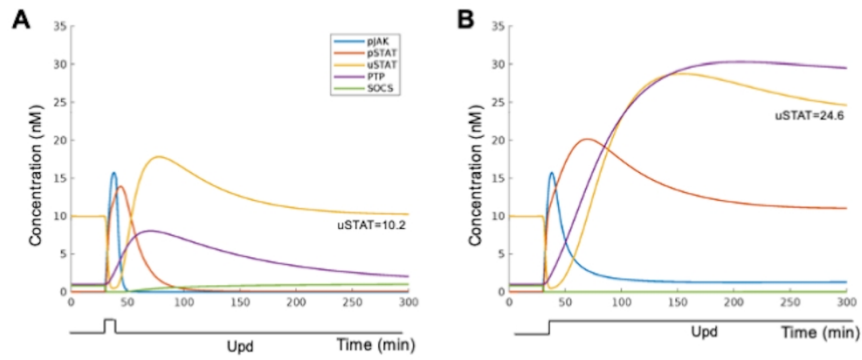 A
B
35
30
25
20
15
10
5
0
Concentration (nM)
pJAK
pSTAT
uSTAT
PTP
SOCS
uSTAT=10.2
0
50
100
150
200
250
300
Upd
Time (min)
35
30
25
20
15
10
5
0
Concentration (nM)
uSTAT=24.6
0
50
100
150
200
250
300
Upd
Time (min)